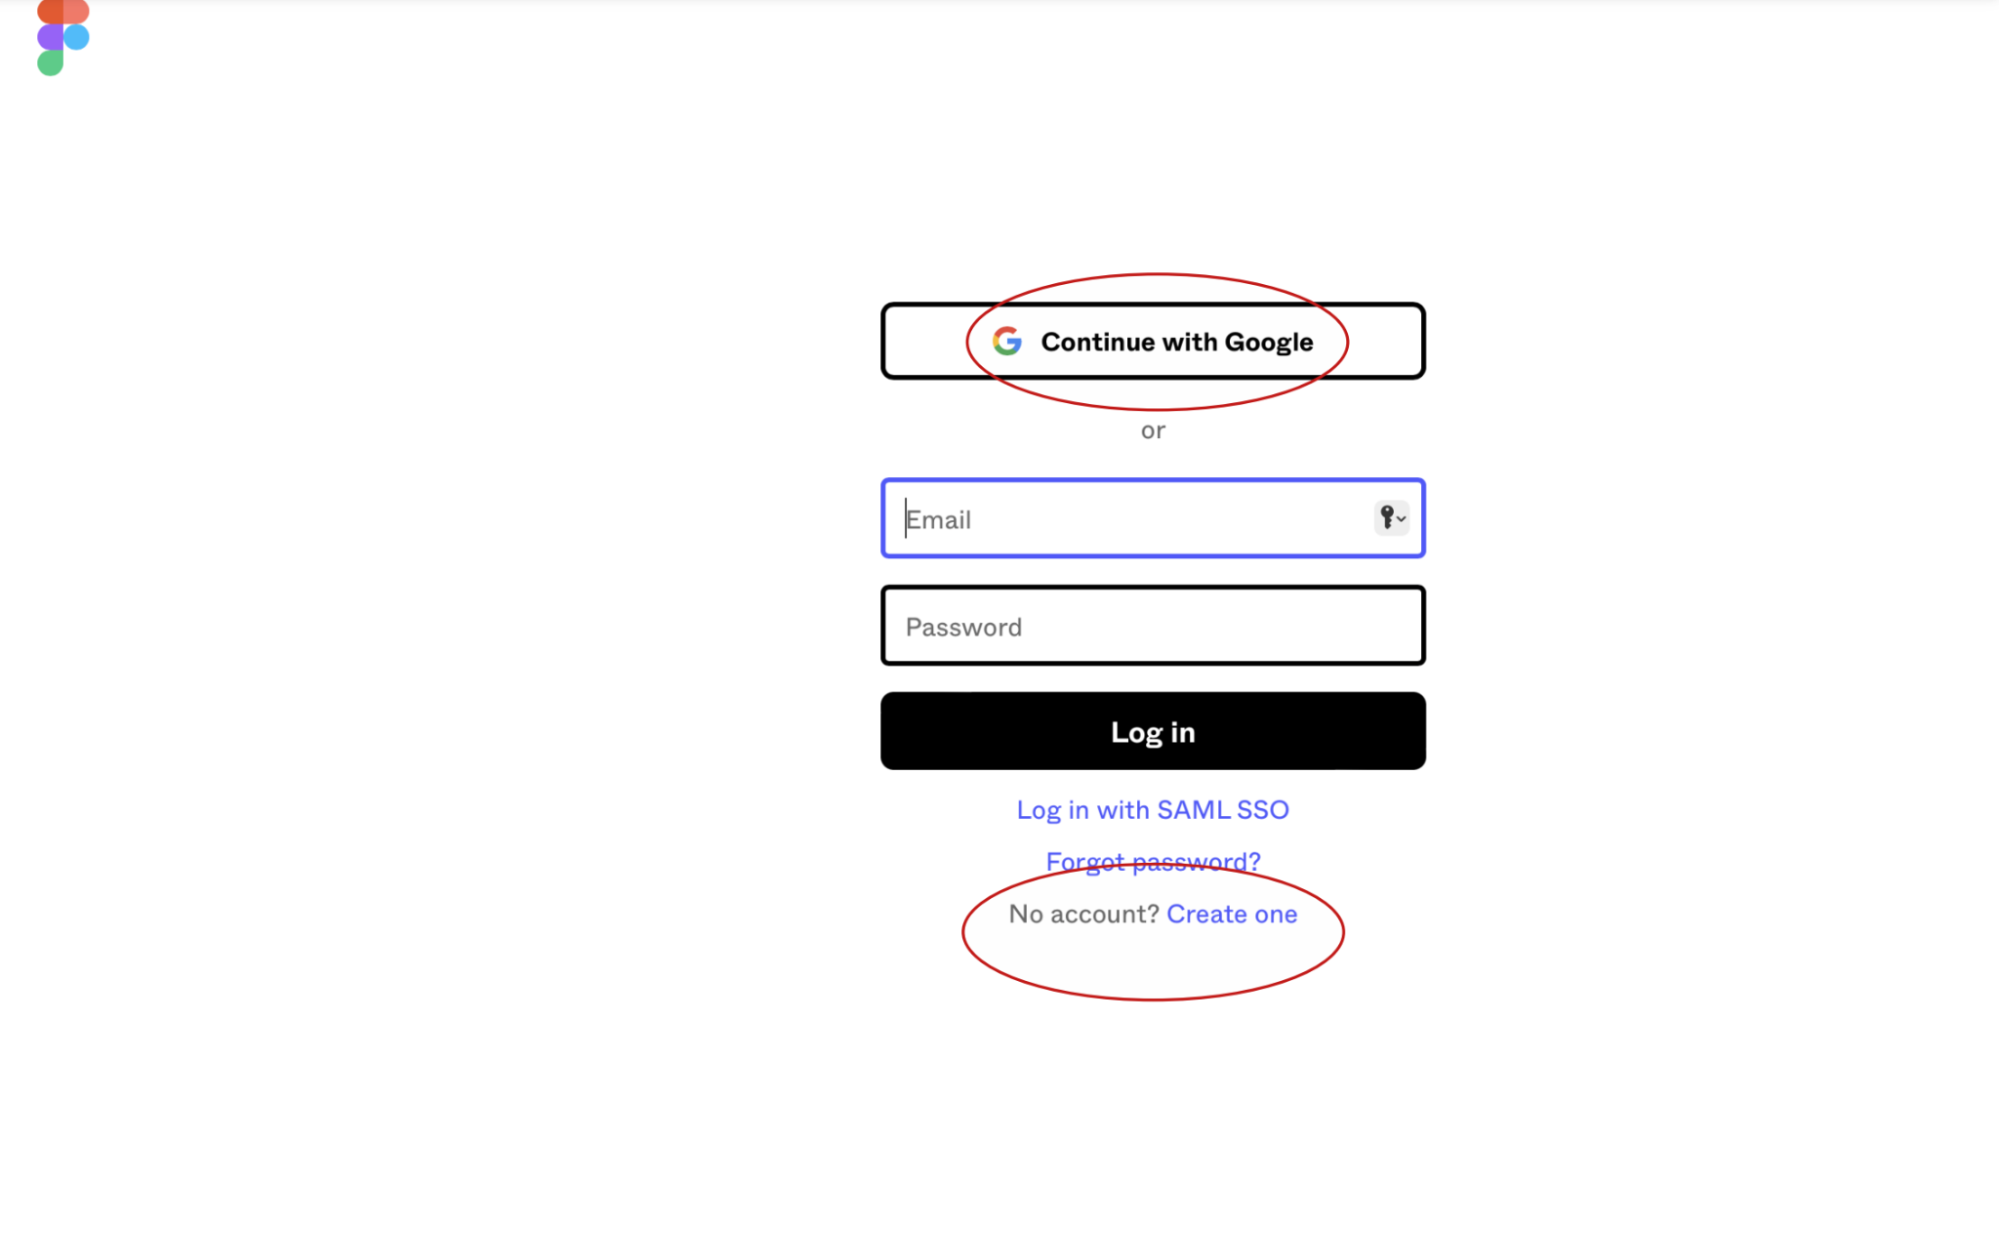 Continue with Google
or
Email
Password
Log in
Log in with SAML SSO
Forgot password?
No account? Create one